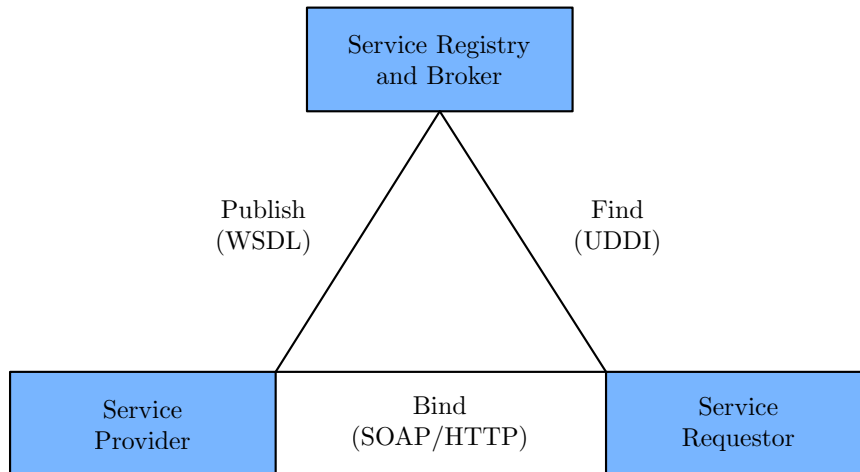 Service Registry
and Broker
Publish
(WSDL)
Find
(UDDI)
Service
Provider
Bind
(SOAP/HTTP)
Service
Requestor